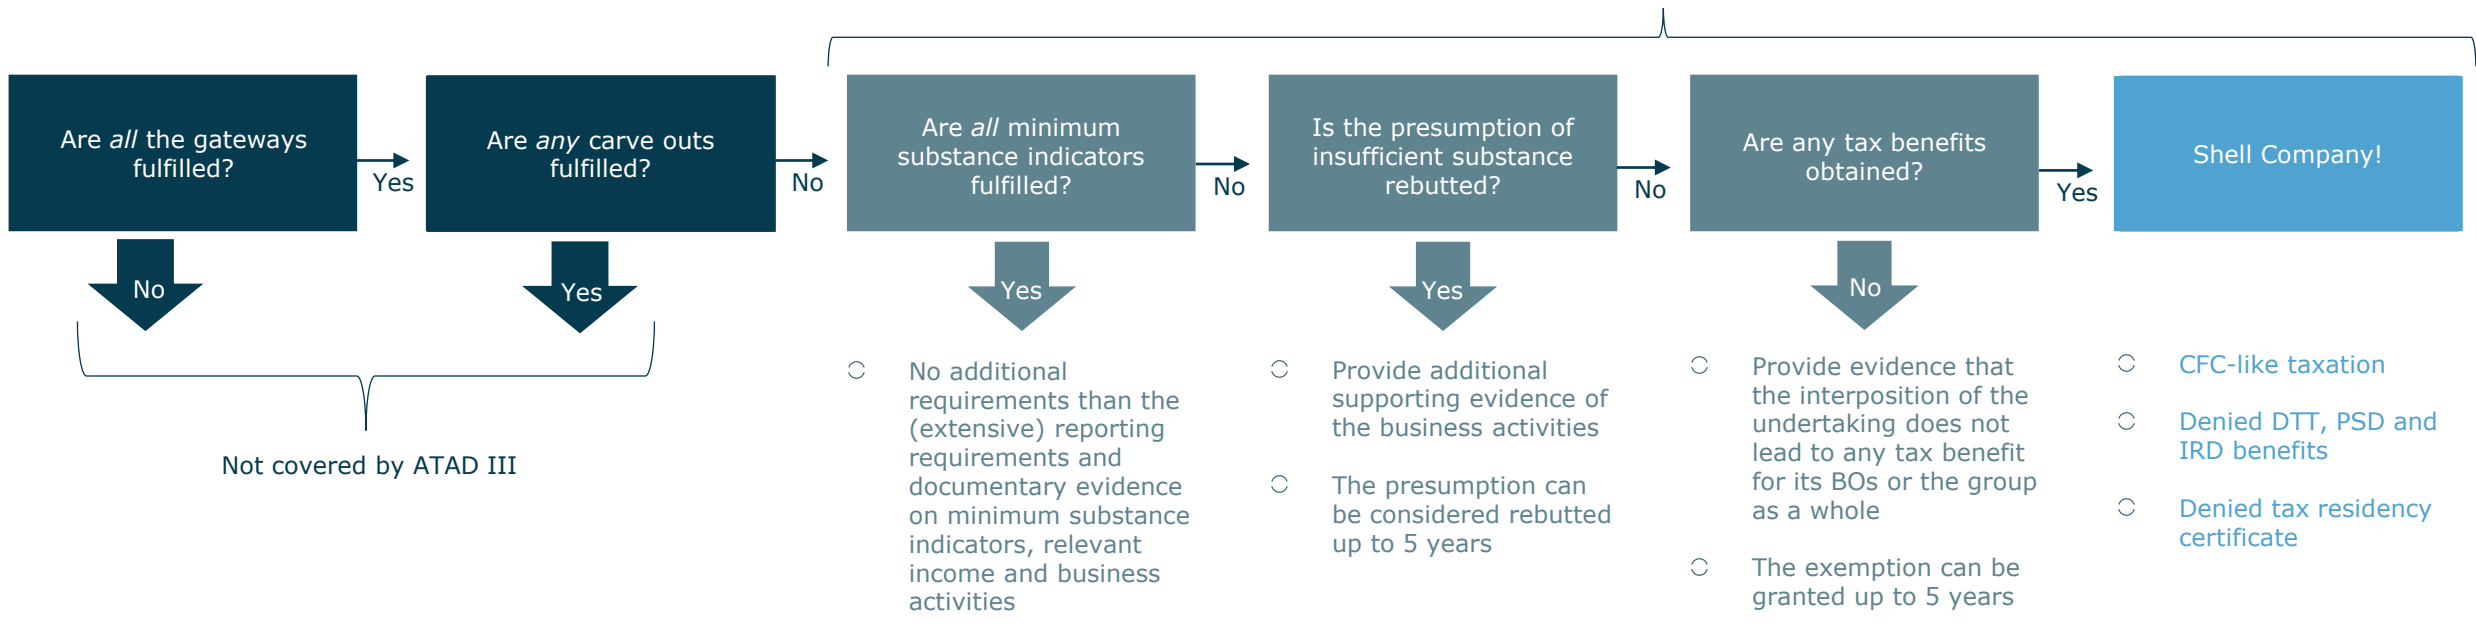 Are all the gateways
fulfilled?
Yes
Are any carve outs
fulfilled?
No
Are all minimum
substance indicators
fulfilled?
No
Is the presumption of
insufficient substance
rebutted?
No
Are any tax benefits
obtained?
Yes
Shell Company!
No
Yes
Yes
Yes
No
Not covered by ATAD III
No additional
requirements than the
(extensive) reporting
requirements and
documentary evidence
on minimum substance
indicators, relevant
income and business
activities
Provide additional
supporting evidence of
the business activities
The presumption can
be considered rebutted
up to 5 years
Provide evidence that
the interposition of the
undertaking does not
lead to any tax benefit
for its BOs or the group
as a whole
The exemption can be
granted up to 5 years
CFC-like taxation
Denied DTT, PSD and
IRD benefits
Denied tax residency
certificate